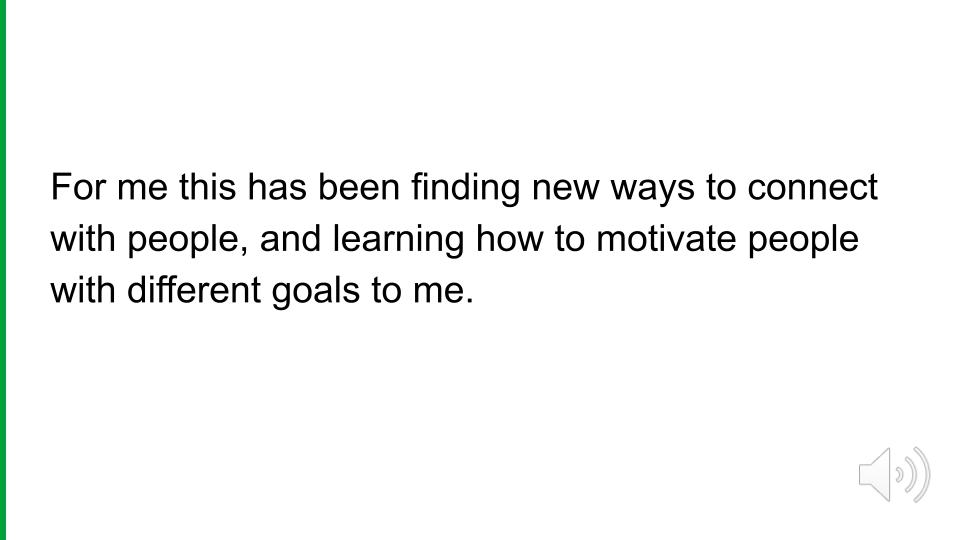 For me this has been finding new ways to connect
with people, and learning how to motivate people
with different goals to me.